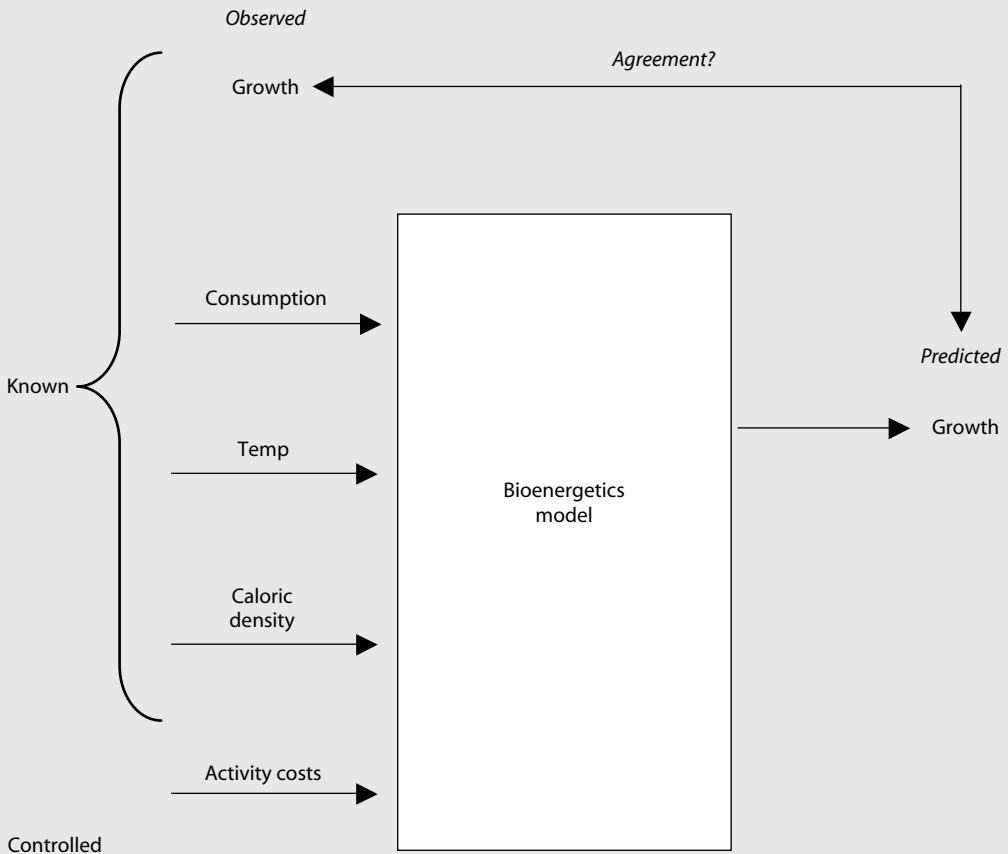 Observed
Agreement?
Growth
Consumption
Predicted
Known
Growth
Temp
Bioenergetics
model
Caloric
density
Activity costs
Controlled